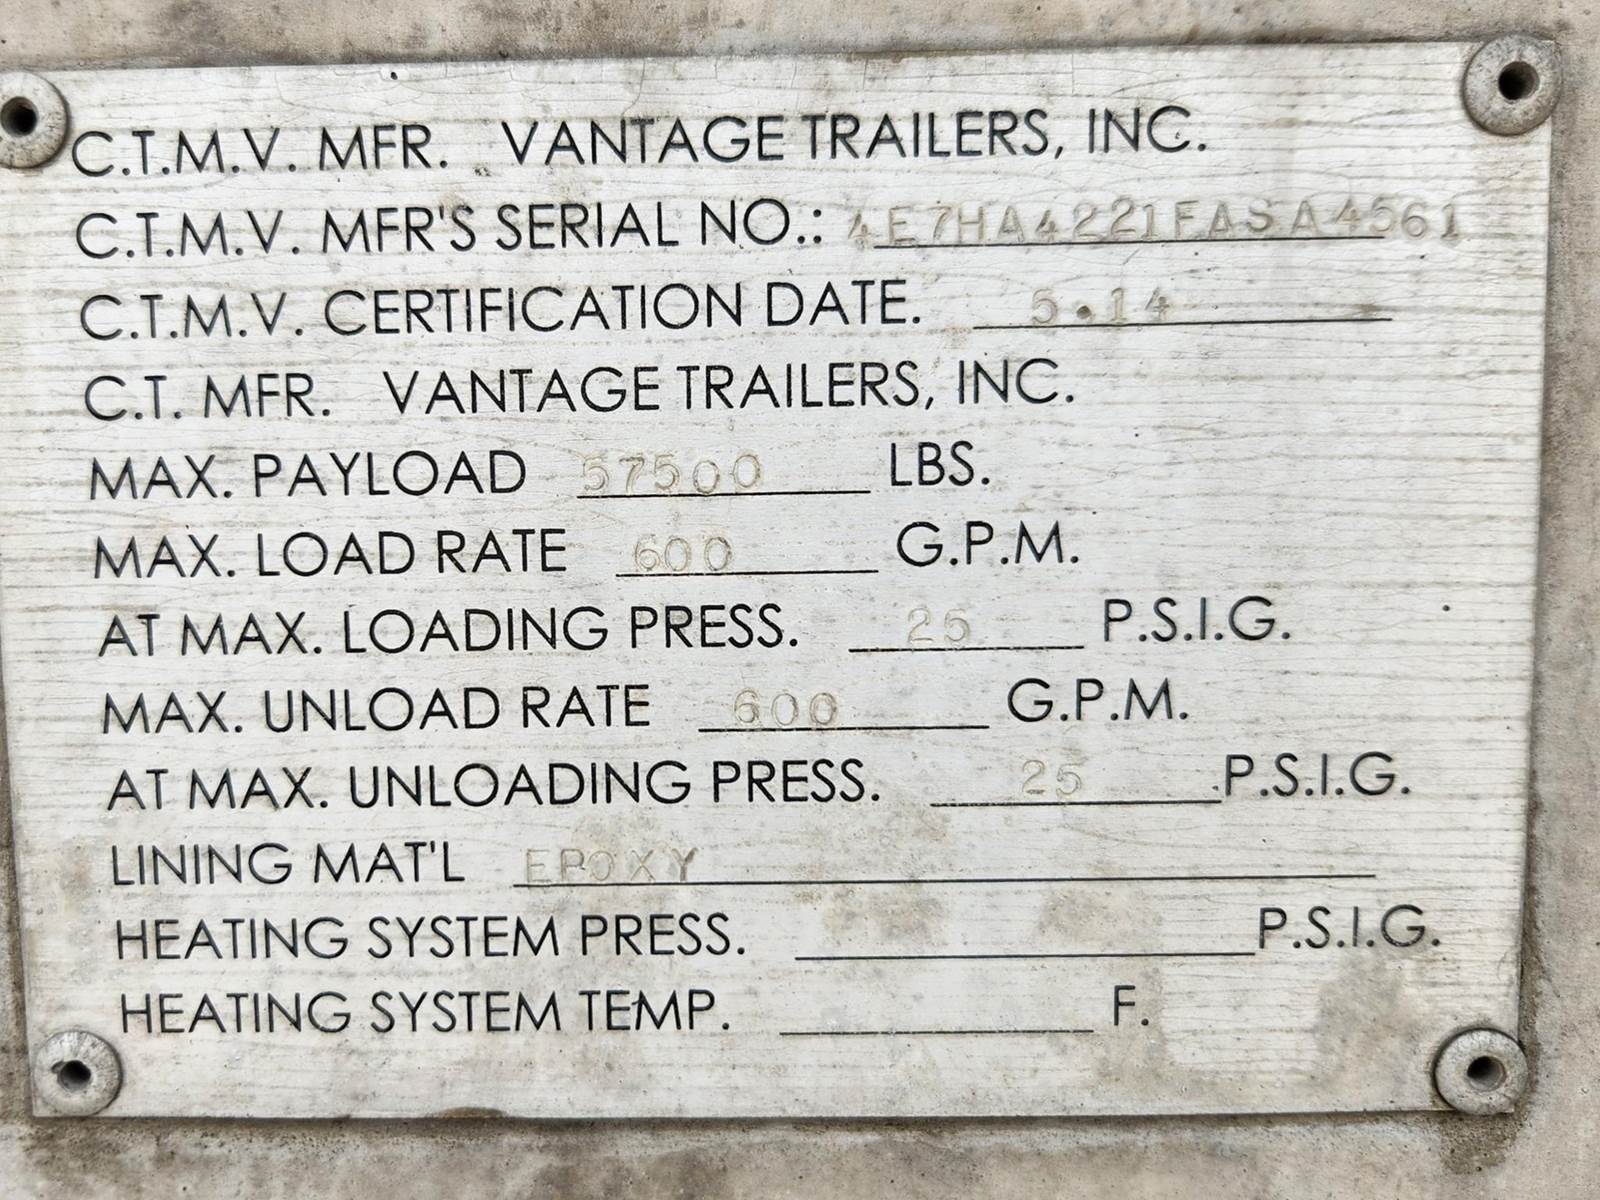 C.T.M.V. MFR. VANTAGE TRAILERS, INC.
C.T.M.V. MFR'S SERIAL NO.: 4E7HA4221FASA4561
C.T.M.V. CERTIFICATION DATE. 5.14
C.T. MFR. VANTAGE TRAILERS, INC.
MAX. PAYLOAD 57500 LBS.
MAX. LOAD RATE 600 G.P.M.
AT MAX. LOADING PRESS. 25 P.S.I.G.
MAX. UNLOAD RATE 600 G.P.M.
AT MAX. UNLOADING PRESS. 25 P.S.I.G.
LINING MAT'L EPOXY
HEATING SYSTEM PRESS. P.S.I.G.
HEATING SYSTEM TEMP. F.